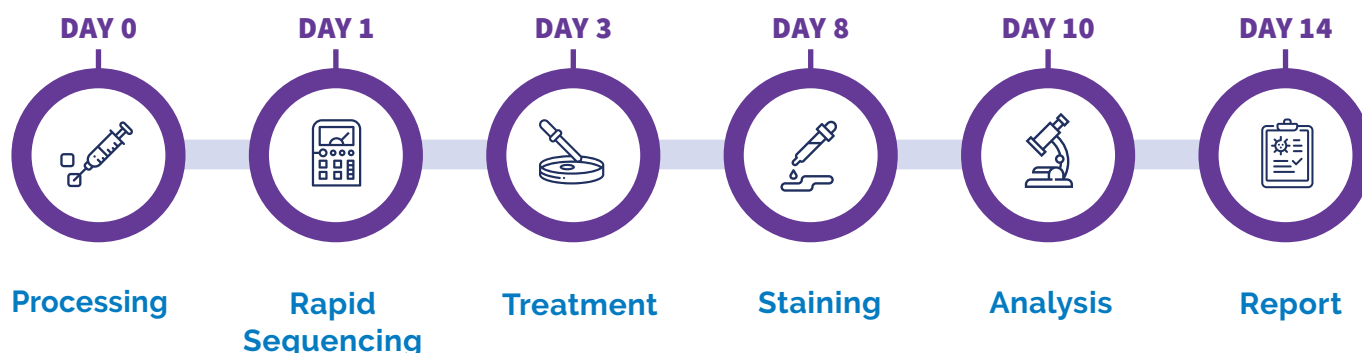 DAY 0
DAY 1
DAY 3
DAY 8
DAY 10
DAY 14
Processing
Rapid
Sequencing
Treatment
Staining
Analysis
Report